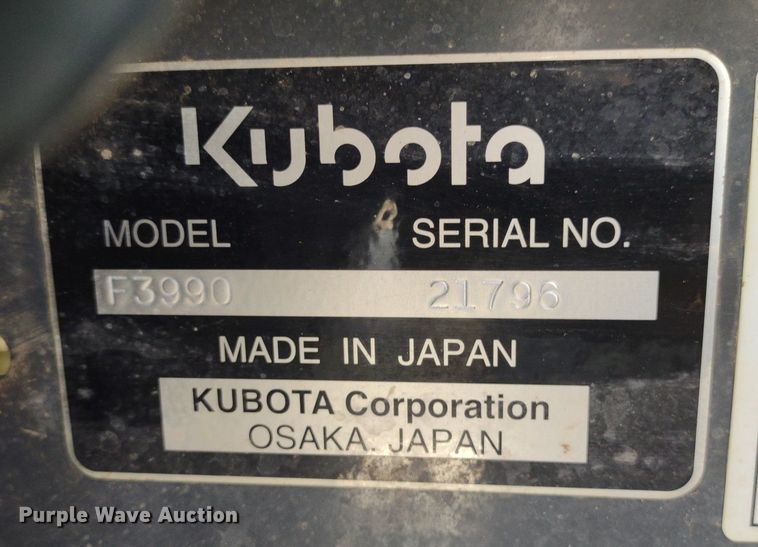 Kubota
MODEL SERIAL NO.
F3990 21796
MADE IN JAPAN
KUBOTA Corporation
OSAKA, JAPAN
Purple Wave Auction